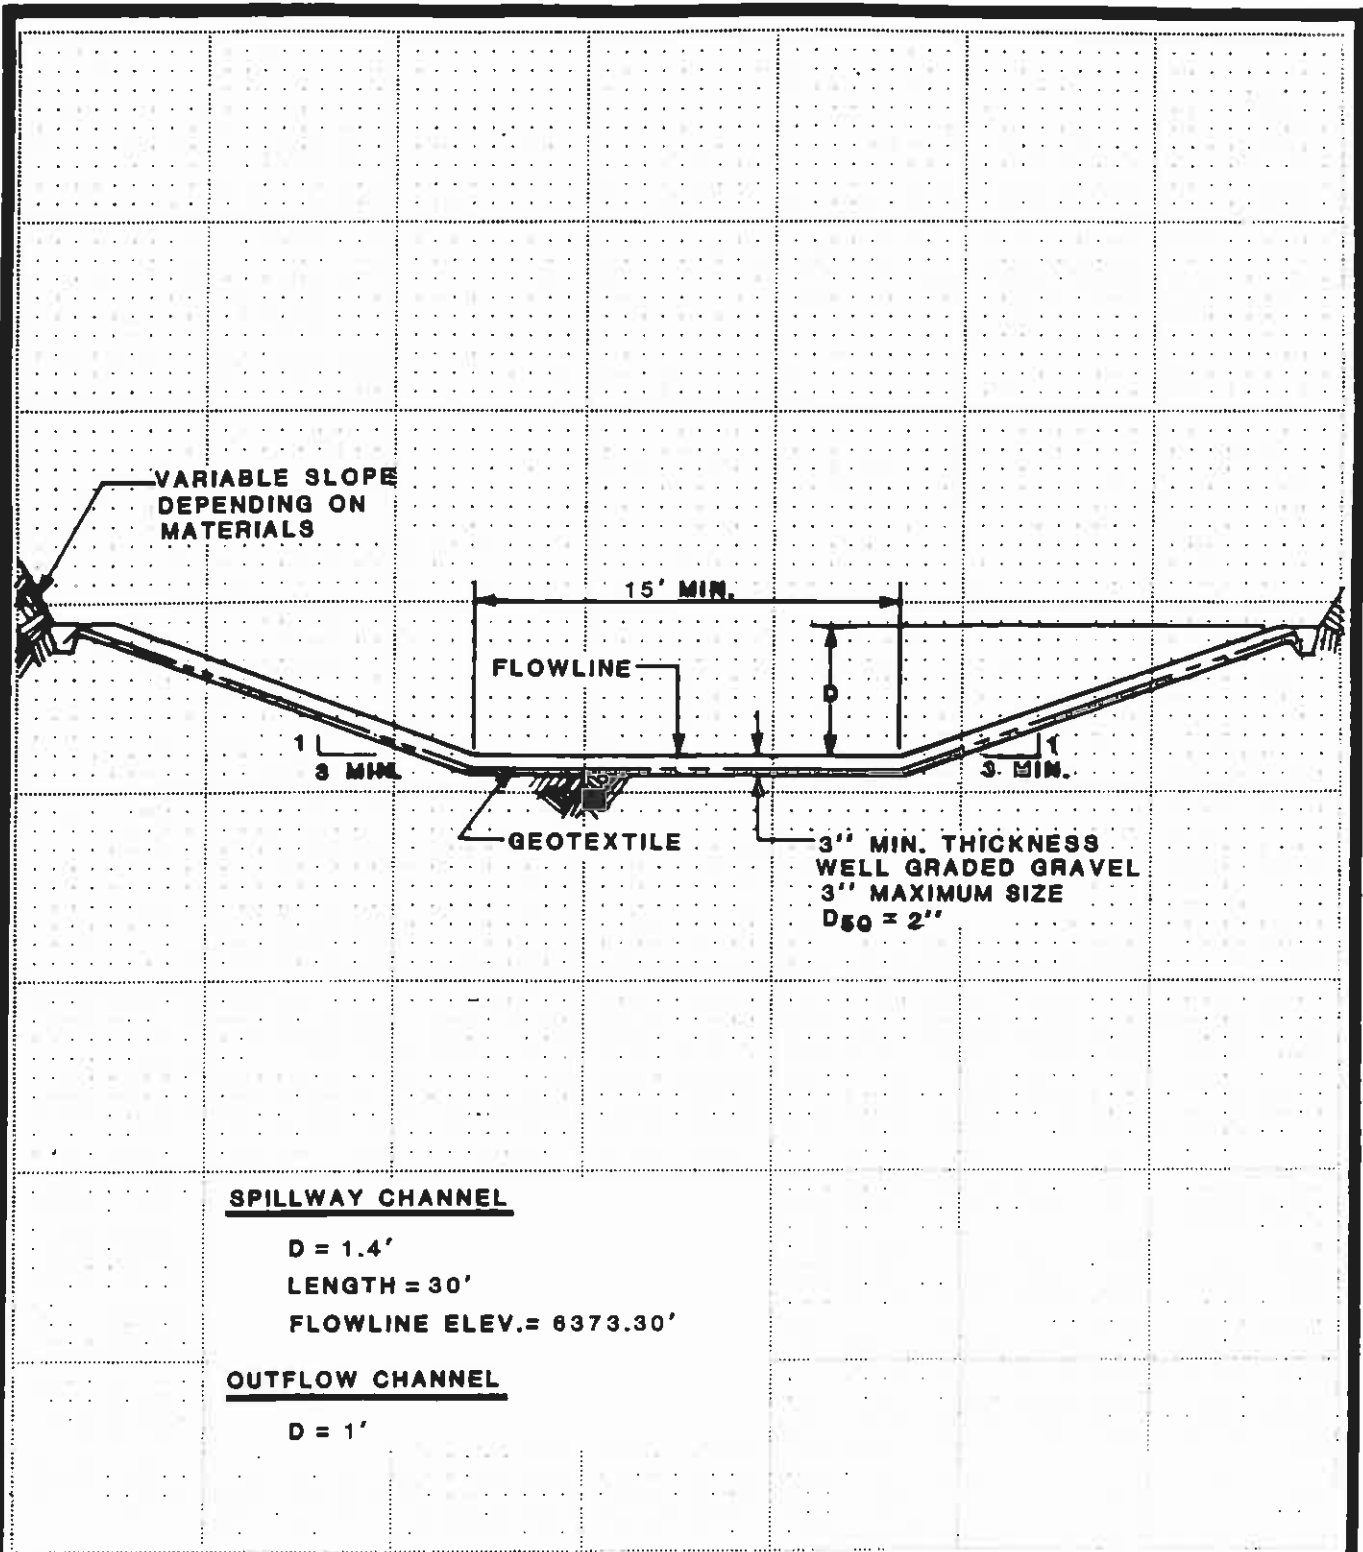 VARIABLE SLOPE
DEPENDING ON
MATERIALS
15' MIN.
FLOWLINE
D
1
3 MIN.
1
3 MIN.
GEOTEXTILE
3'' MIN. THICKNESS
WELL GRADED GRAVEL
3'' MAXIMUM SIZE
D50 = 2''
SPILLWAY CHANNEL
D = 1.4'
LENGTH = 30'
FLOWLINE ELEV.= 6373.30'
OUTFLOW CHANNEL
D = 1'